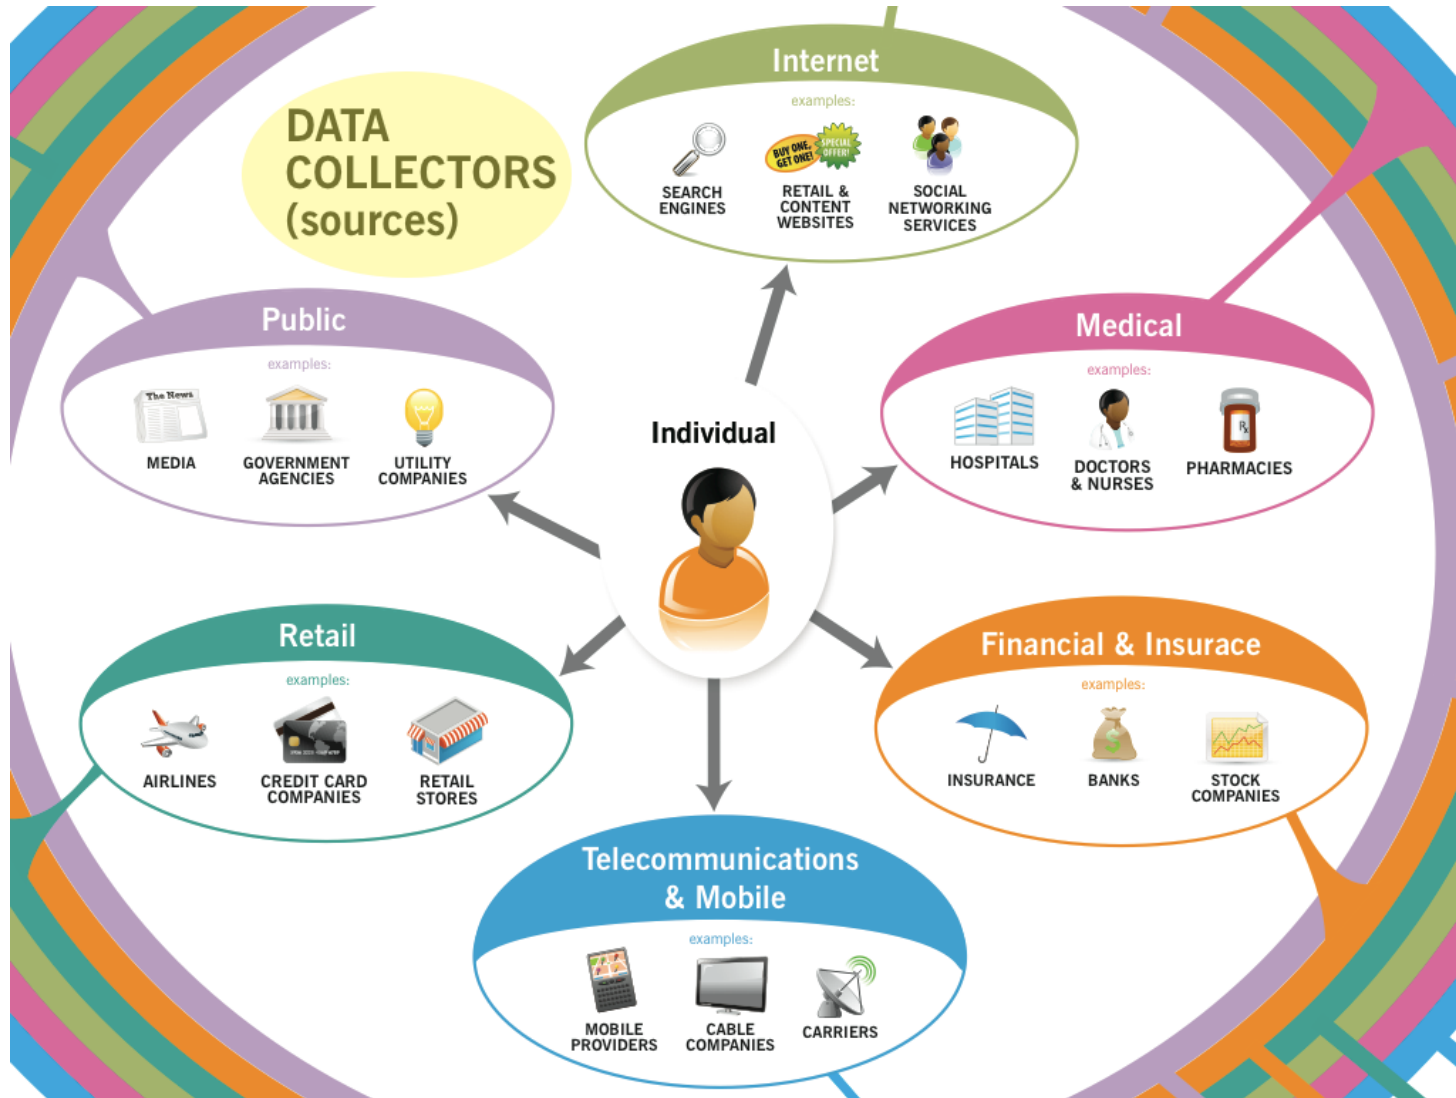 DATA
COLLECTORS
(sources)
Internet
examples:
SEARCH
ENGINES
BUY ONE,
GET ONE!
SPECIAL
OFFER!
RETAIL &
CONTENT
WEBSITES
SOCIAL
NETWORKING
SERVICES
Public
examples:
The News
MEDIA
GOVERNMENT
AGENCIES
UTILITY
COMPANIES
Individual
Medical
examples:
HOSPITALS
DOCTORS
& NURSES
Rx
PHARMACIES
Retail
examples:
AIRLINES
CREDIT CARD
COMPANIES
RETAIL
STORES
Financial & Insurace
examples:
INSURANCE
$
BANKS
STOCK
COMPANIES
Telecommunications
& Mobile
examples:
MOBILE
PROVIDERS
CABLE
COMPANIES
CARRIERS